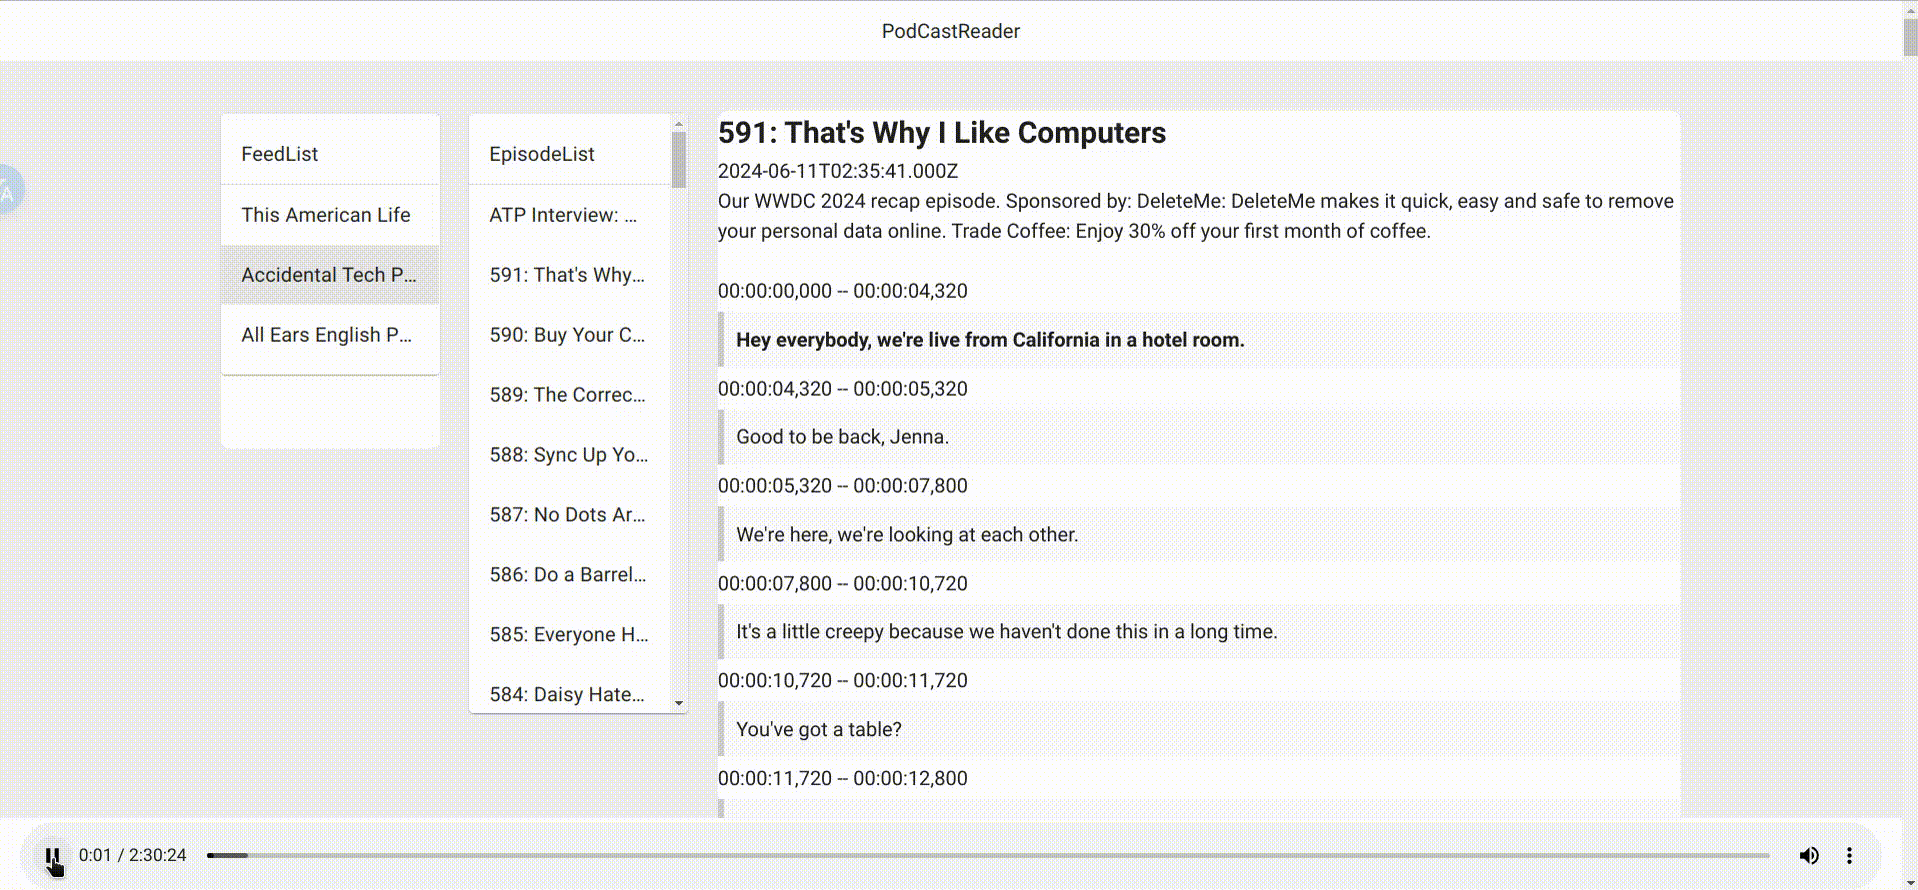 PodCastReader
FeedList
This American Life
Accidental Tech P...
All Ears English P...
EpisodeList
ATP Interview: ...
591: That's Why...
590: Buy Your C...
589: The Correc...
588: Sync Up Yo...
587: No Dots Ar...
586: Do a Barrel...
585: Everyone H...
584: Daisy Hate...
591: That's Why I Like Computers
2024-06-11T02:35:41.000Z
Our WWDC 2024 recap episode. Sponsored by: DeleteMe: DeleteMe makes it quick, easy and safe to remove
your personal data online. Trade Coffee: Enjoy 30% off your first month of coffee.
00:00:00,000 -- 00:00:04,320
Hey everybody, we're live from California in a hotel room.
00:00:04,320 -- 00:00:05,320
Good to be back, Jenna.
00:00:05,320 -- 00:00:07,800
We're here, we're looking at each other.
00:00:07,800 -- 00:00:10,720
It's a little creepy because we haven't done this in a long time.
00:00:10,720 -- 00:00:11,720
You've got a table?
00:00:11,720 -- 00:00:12,800
0:01 / 2:30:24